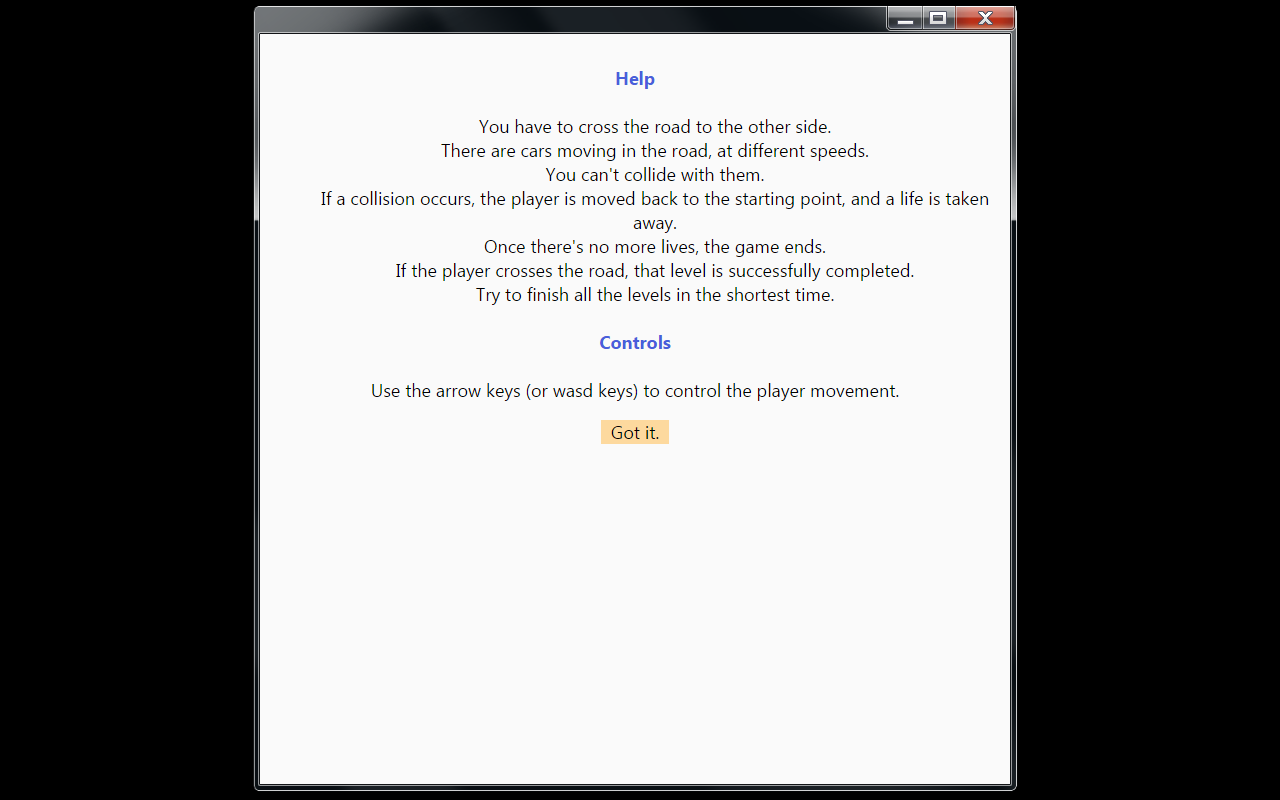 Help
You have to cross the road to the other side.
There are cars moving in the road, at different speeds.
You can't collide with them.
If a collision occurs, the player is moved back to the starting point, and a life is taken
away.
Once there's no more lives, the game ends.
If the player crosses the road, that level is successfully completed.
Try to finish all the levels in the shortest time.
Controls
Use the arrow keys (or wasd keys) to control the player movement.
Got it.